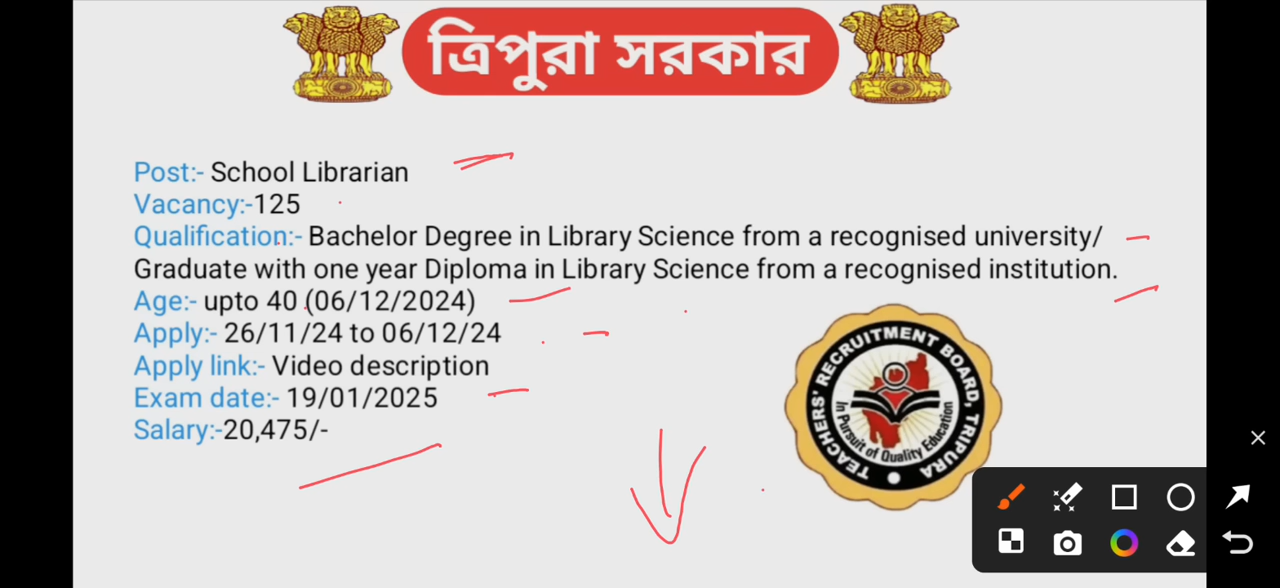 ত্রিপুরা সরকার
Post:- School Librarian
Vacancy:-125
Qualification:- Bachelor Degree in Library Science from a recognised university/
Graduate with one year Diploma in Library Science from a recognised institution.
Age:- upto 40 (06/12/2024)
Apply:- 26/11/24 to 06/12/24
Apply link:- Video description
Exam date:- 19/01/2025
Salary:-20,475/-
TEACHERS' RECRUITMENT BOARD, TRIPURA
In Pursuit of Quality Education